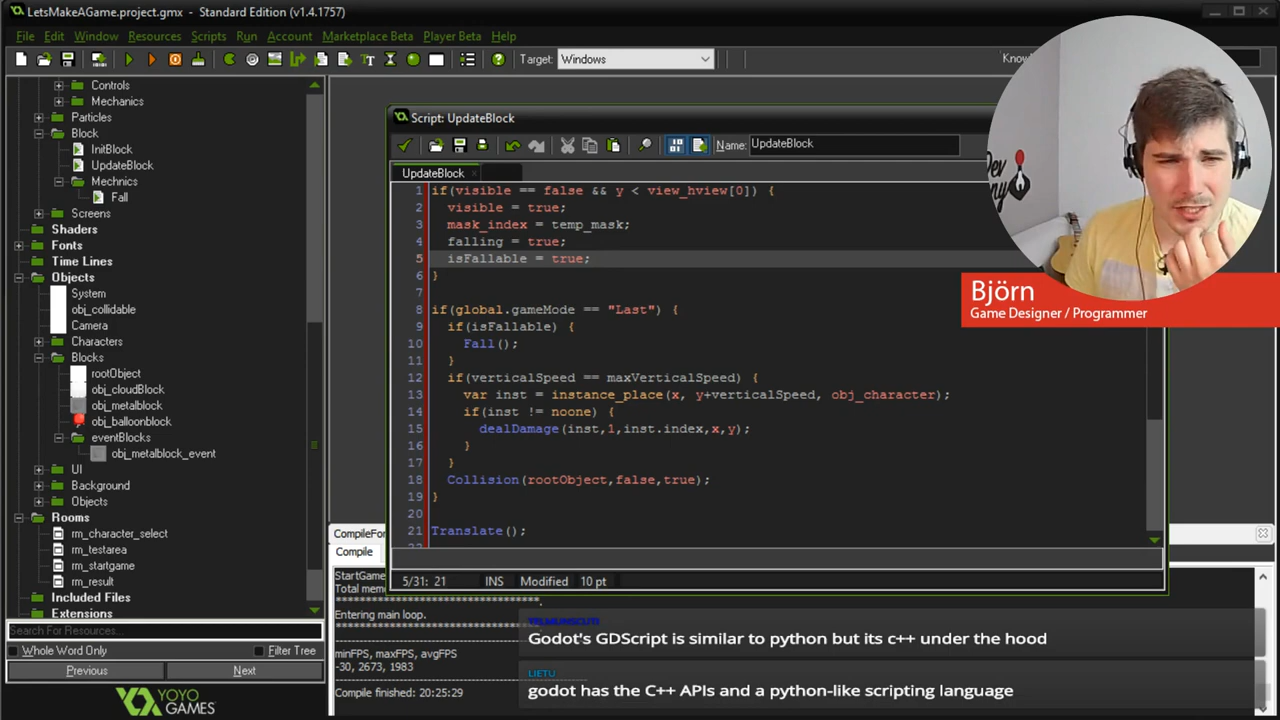 LetsMakeAGame.project.gmx - Standard Edition (v1.4.1757)
File Edit Window Resources Scripts Run Account Marketplace Beta Player Beta Help
Target: Windows
Controls
Mechanics
Particles
Block
InitBlock
UpdateBlock
Mechnics
Fall
Screens
Shaders
Fonts
Time Lines
Objects
System
obj_collidable
Camera
Characters
Blocks
rootObject
obj_cloudBlock
obj_metalblock
obj_balloonblock
eventBlocks
obj_metalblock_event
UI
Background
Objects
Rooms
rm_character_select
rm_testarea
rm_startgame
rm_result
Included Files
Extensions
Search For Resources...
Whole Word Only Filter Tree
Previous Next
YOYO
GAMES
Script: UpdateBlock
Name: UpdateBlock
UpdateBlock
1 if(visible == false && y < view_hview[0]) {
2 visible = true;
3 mask_index = temp_mask;
4 falling = true;
5 isFallable = true;
6 }
7
8 if(global.gameMode == "Last") {
9 if(isFallable) {
10 Fall();
11 }
12 if(verticalSpeed == maxVerticalSpeed) {
13 var inst = instance_place(x, y+verticalSpeed, obj_character);
14 if(inst != noone) {
15 dealDamage(inst,1,inst.index,x,y);
16 }
17 }
18 Collision(rootObject,false,true);
19 }
20
21 Translate();
5/31: 21 INS Modified 10 pt
Björn
Game Designer / Programmer
Compile
StartGame
Entering main loop.
minFPS, maxFPS, avgFPS
-30, 2673, 1983
Compile finished: 20:25:29
Godot's GDScript is similar to python but its c++ under the hood
LIETU
godot has the C++ APIs and a python-like scripting language